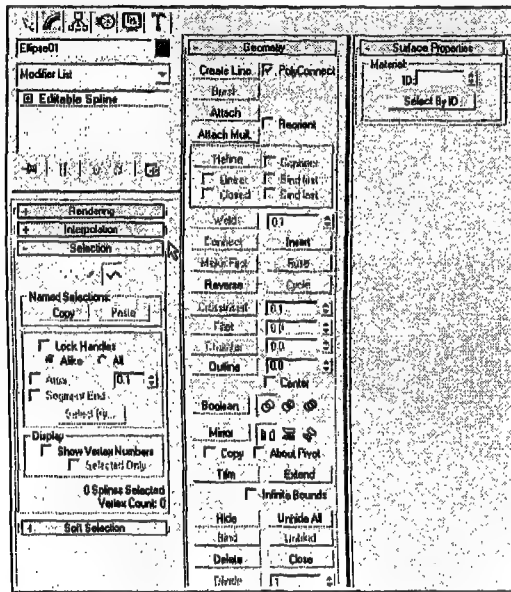 Ellipse01
Modifier List
Editable Spline
+ Rendering
+ Interpolation
- Selection
Named Selections:
Copy Paste
Lock Handles
Alike All
Area 0.1
Segment End
Select By...
Display
Show Vertex Numbers
Selected Only
0 Splines Selected
Vertex Count: 0
+ Soft Selection
- Geometry
Create Line PolyConnect
Break
Attach
Attach Mult. Reorient
Refine Connect
Linear Bind first
Closed Bind last
Weld 0.1
Connect Insert
Make First Fuse
Reverse Cycle
CrossInsert 0.1
Fillet 0.0
Chamfer 0.0
Outline 0.0
Center
Boolean
Mirror
Copy About Pivot
Trim Extend
Infinite Bounds
Hide Unhide All
Bind Unbind
Delete Close
Divide 1
- Surface Properties
Material:
ID:
Select By ID